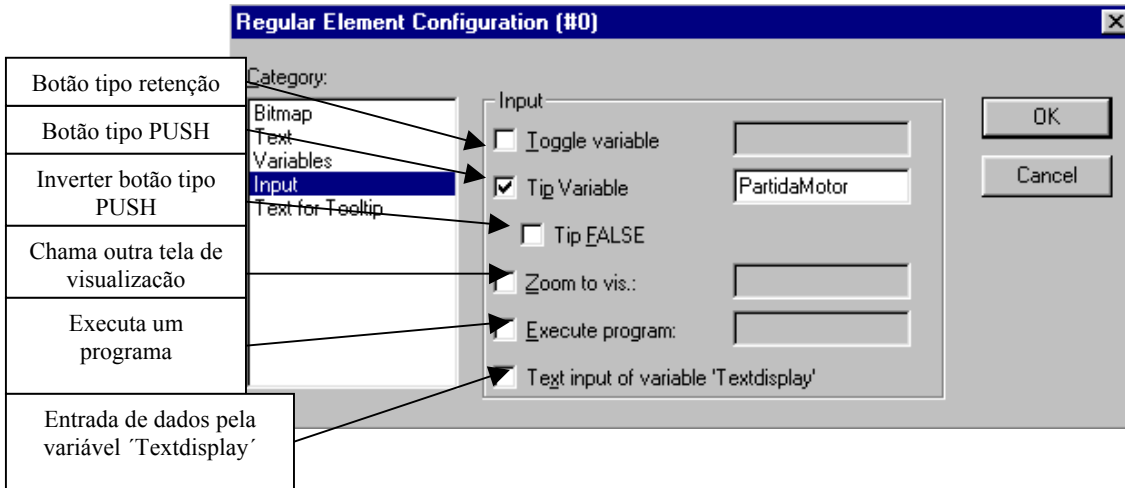 Regular Element Configuration (#0)
Botão tipo retenção
Botão tipo PUSH
Inverter botão tipo
PUSH
Chama outra tela de
visualização
Executa um
programa
Entrada de dados pela
variável ´Textdisplay´
Category:
Bitmap
Text
Variables
Input
Text for Tooltip
Input
Toggle variable
Tip Variable
PartidaMotor
Tip FALSE
Zoom to vis.:
Execute program:
Text input of variable 'Textdisplay'
OK
Cancel